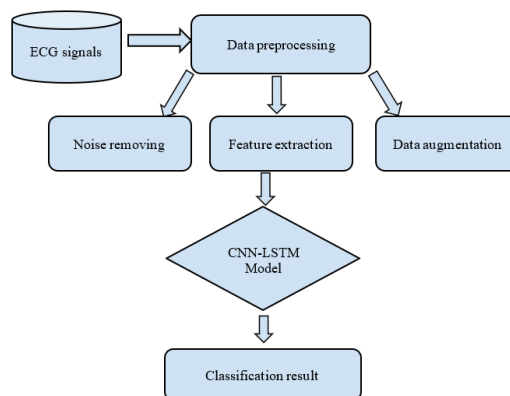 ECG signals
Data preprocessing
Noise removing
Feature extraction
Data augmentation
CNN-LSTM
Model
Classification result